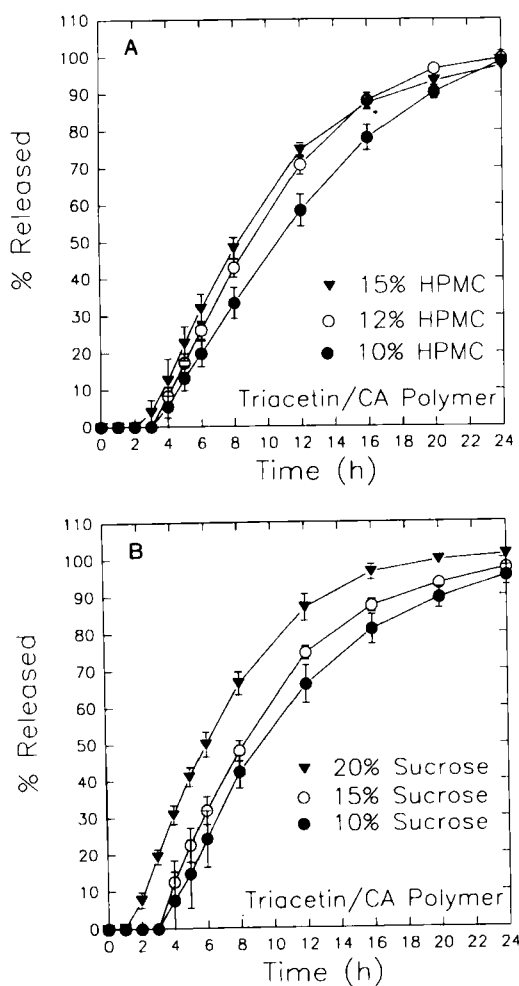 A
110
100
90
80
70
60
50
40
30
20
10
0
% Released
▼ 15% HPMC
○ 12% HPMC
● 10% HPMC
Triacetin/CA Polymer
0 2 4 6 8 10 12 14 16 18 20 22 24
Time (h)
B
110
100
90
80
70
60
50
40
30
20
10
0
% Released
▼ 20% Sucrose
○ 15% Sucrose
● 10% Sucrose
Triacetin/CA Polymer
0 2 4 6 8 10 12 14 16 18 20 22 24
Time (h)